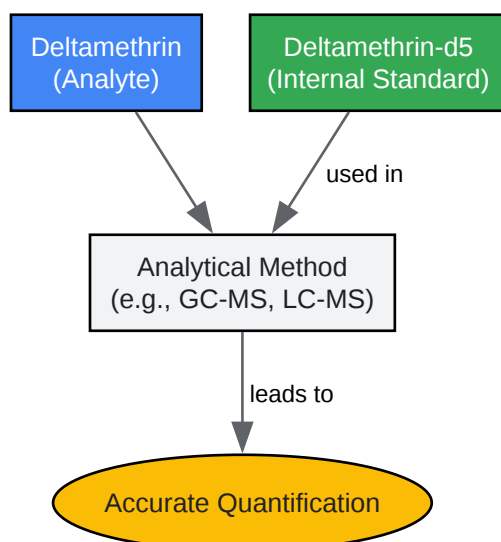 Deltamethrin
(Analyte)
Deltamethrin-d5
(Internal Standard)
used in
Analytical Method
(e.g., GC-MS, LC-MS)
leads to
Accurate Quantification